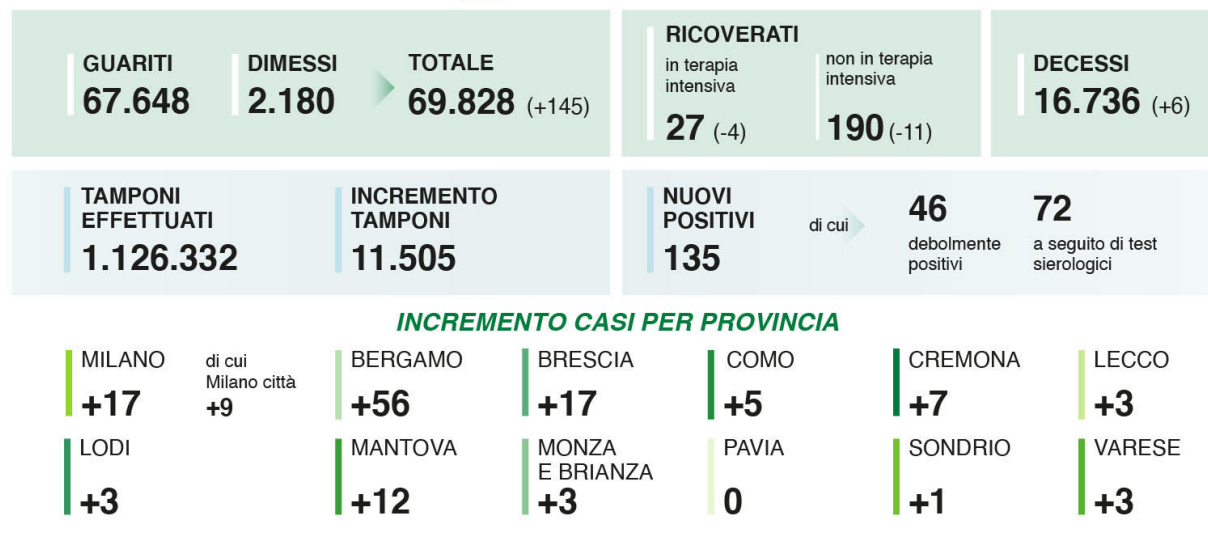 GUARITI
67.648
DIMESSI
2.180
TOTALE
69.828 (+145)
RICOVERATI
in terapia
intensiva
27 (-4)
non in terapia
intensiva
190 (-11)
DECESSI
16.736 (+6)
TAMPONI
EFFETTUATI
1.126.332
INCREMENTO
TAMPONI
11.505
NUOVI
POSITIVI
135
di cui
46
debolmente
positivi
72
a seguito di test
sierologici
INCREMENTO CASI PER PROVINCIA
MILANO
+17
di cui
Milano città
+9
BERGAMO
+56
BRESCIA
+17
COMO
+5
CREMONA
+7
LECCO
+3
LODI
+3
MANTOVA
+12
MONZA
E BRIANZA
+3
PAVIA
0
SONDRIO
+1
VARESE
+3